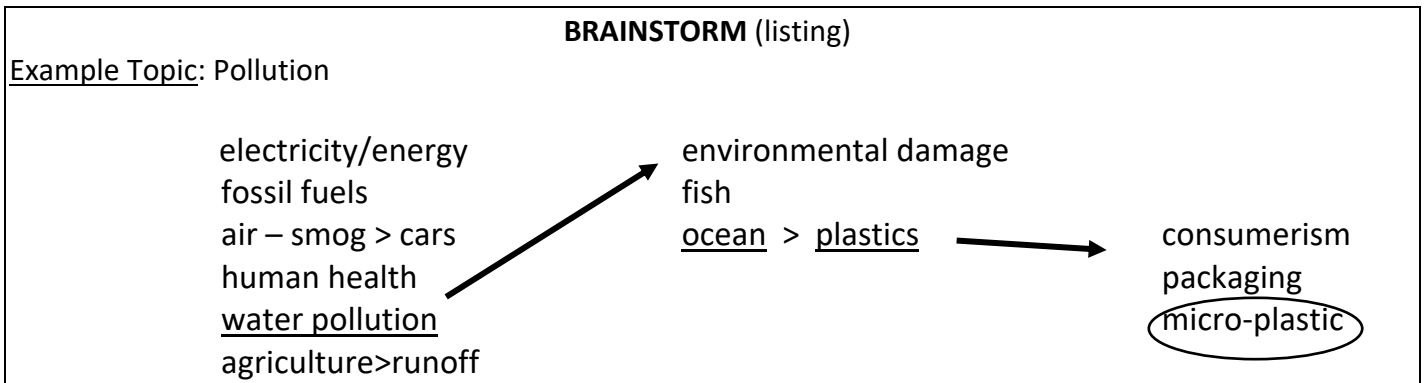 BRAINSTORM (listing)
Example Topic: Pollution
electricity/energy
fossil fuels
air – smog > cars
human health
water pollution
agriculture>runoff
environmental damage
fish
ocean > plastics
consumerism
packaging
micro-plastic